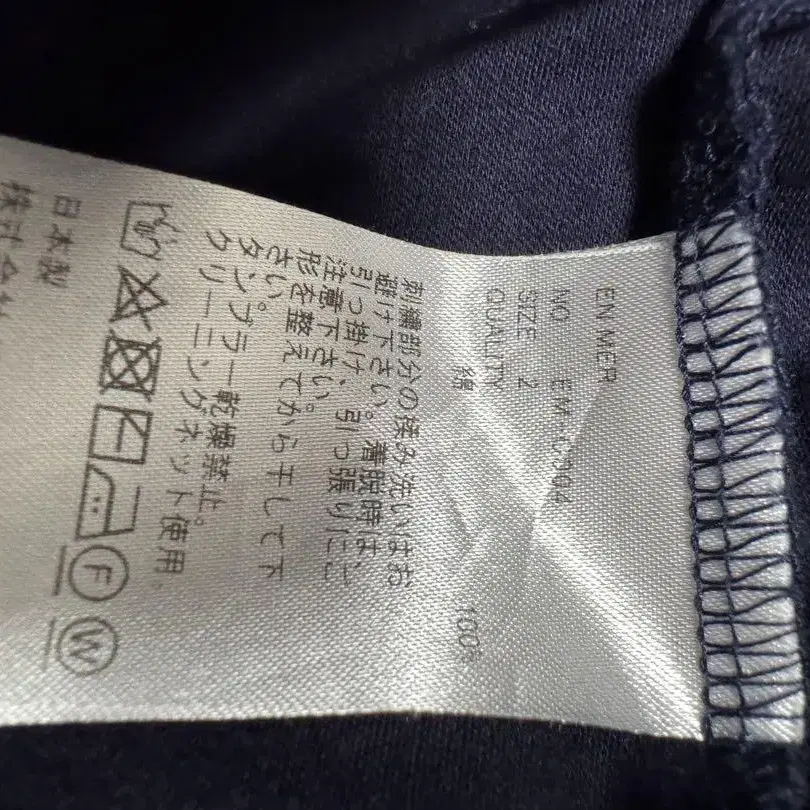 EN MER
NO
SIZE 2
QUALITY
綿 100%
刺繍部分の揉み洗いはお
避け下さい。着脱時は、
引っ掛け、引っ張りにご
注意下さい。
形を整えてから干して下
さい。
タンブラー乾燥禁止。
クリーニングネット使用。
F
W
日本製
株式会社